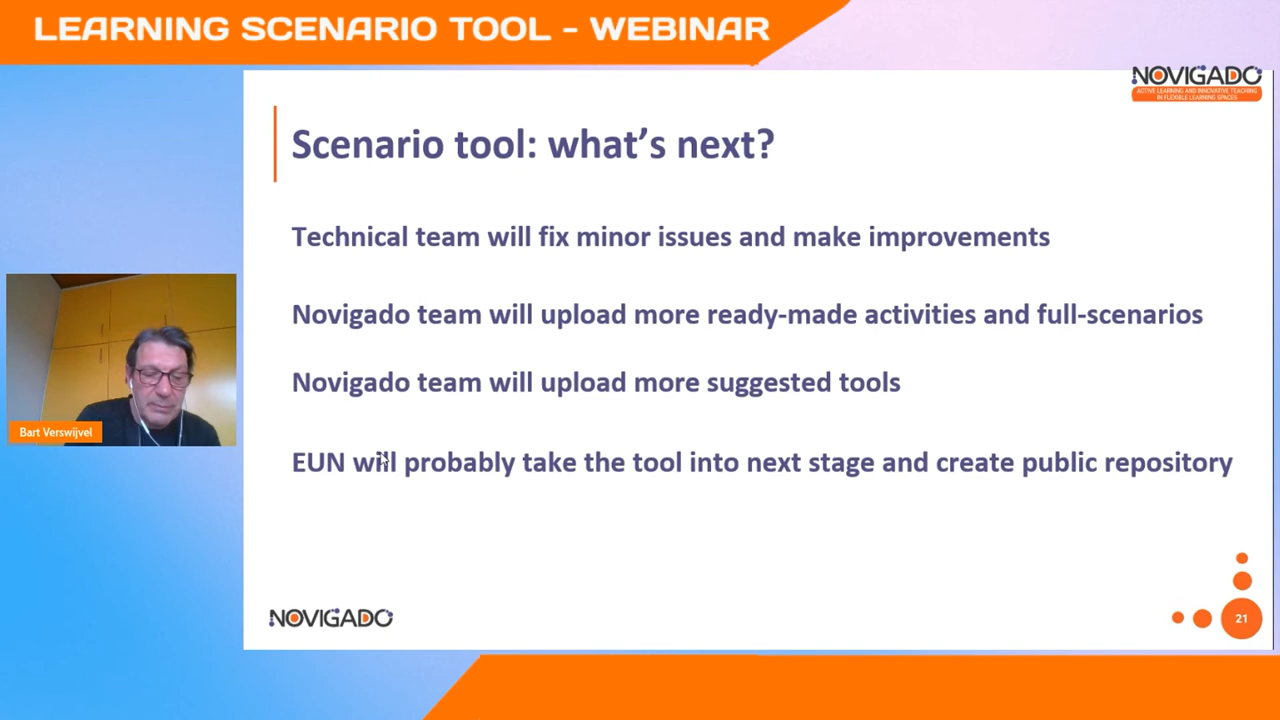 LEARNING SCENARIO TOOL - WEBINAR
NOVIGADO
ACTIVE LEARNING AND INNOVATIVE TEACHING
IN FLEXIBLE LEARNING SPACES
Scenario tool: what's next?
Technical team will fix minor issues and make improvements
Novigado team will upload more ready-made activities and full-scenarios
Novigado team will upload more suggested tools
EUN will probably take the tool into next stage and create public repository
Bart Verswijvel
NOVIGADO
21